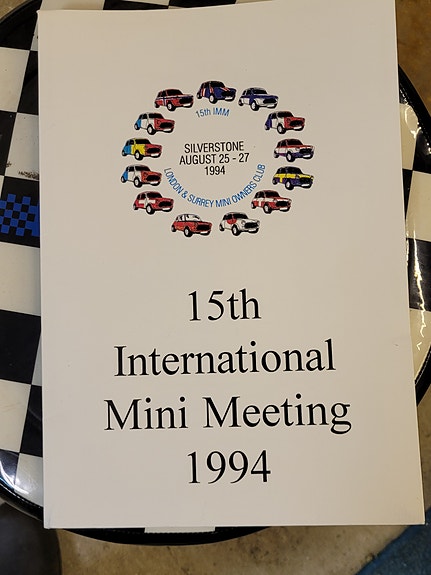 15th IMM
SILVERSTONE
AUGUST 25 - 27
1994
LONDON & SURREY MINI OWNERS CLUB
15th
International
Mini Meeting
1994